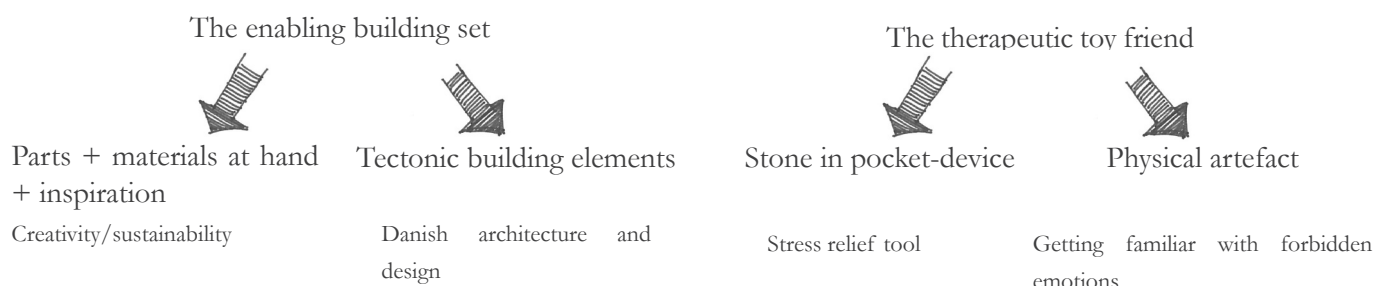 The enabling building set
The therapeutic toy friend
Parts + materials at hand
+ inspiration
Tectonic building elements
Stone in pocket-device
Physical artefact
Creativity/sustainability
Danish architecture and
design
Stress relief tool
Getting familiar with forbidden
emotions